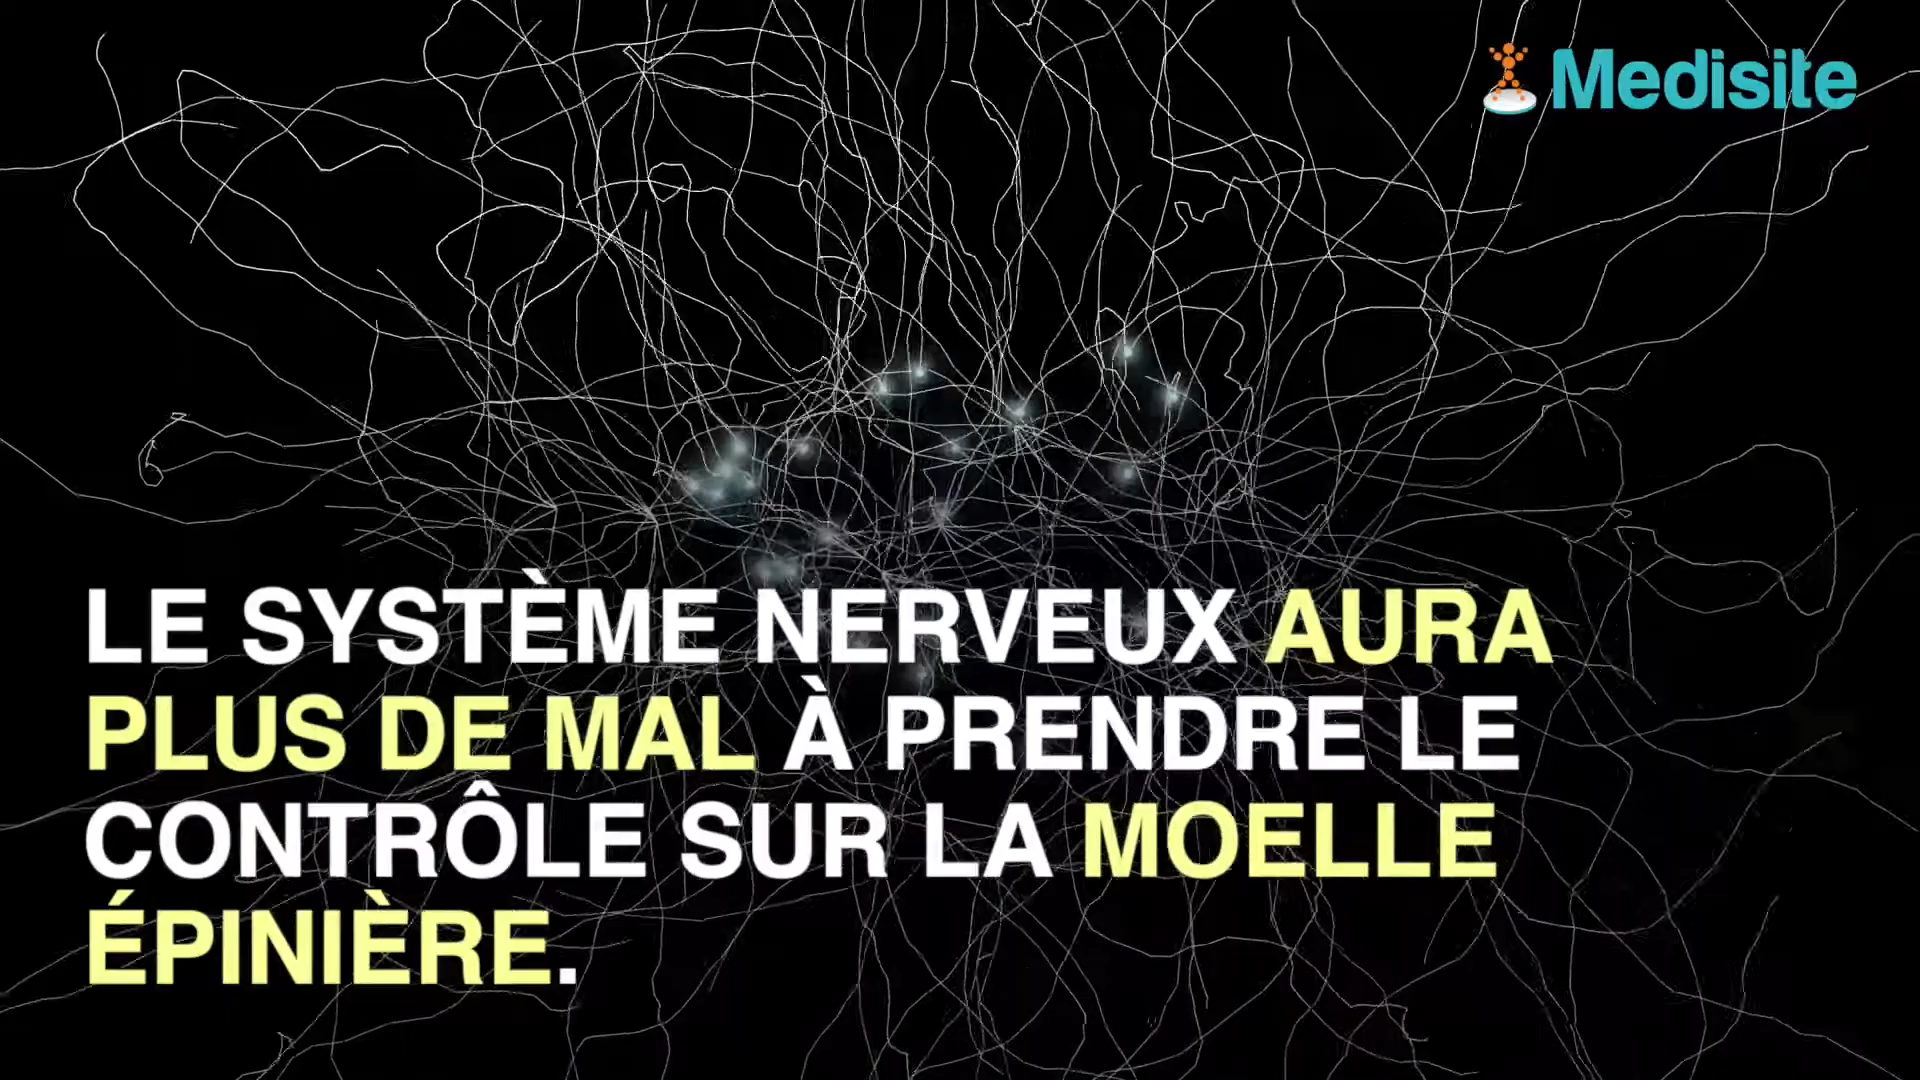 Medisite
LE SYSTÈME NERVEUX AURA
PLUS DE MAL À PRENDRE LE
CONTRÔLE SUR LA MOELLE
ÉPINIÈRE.